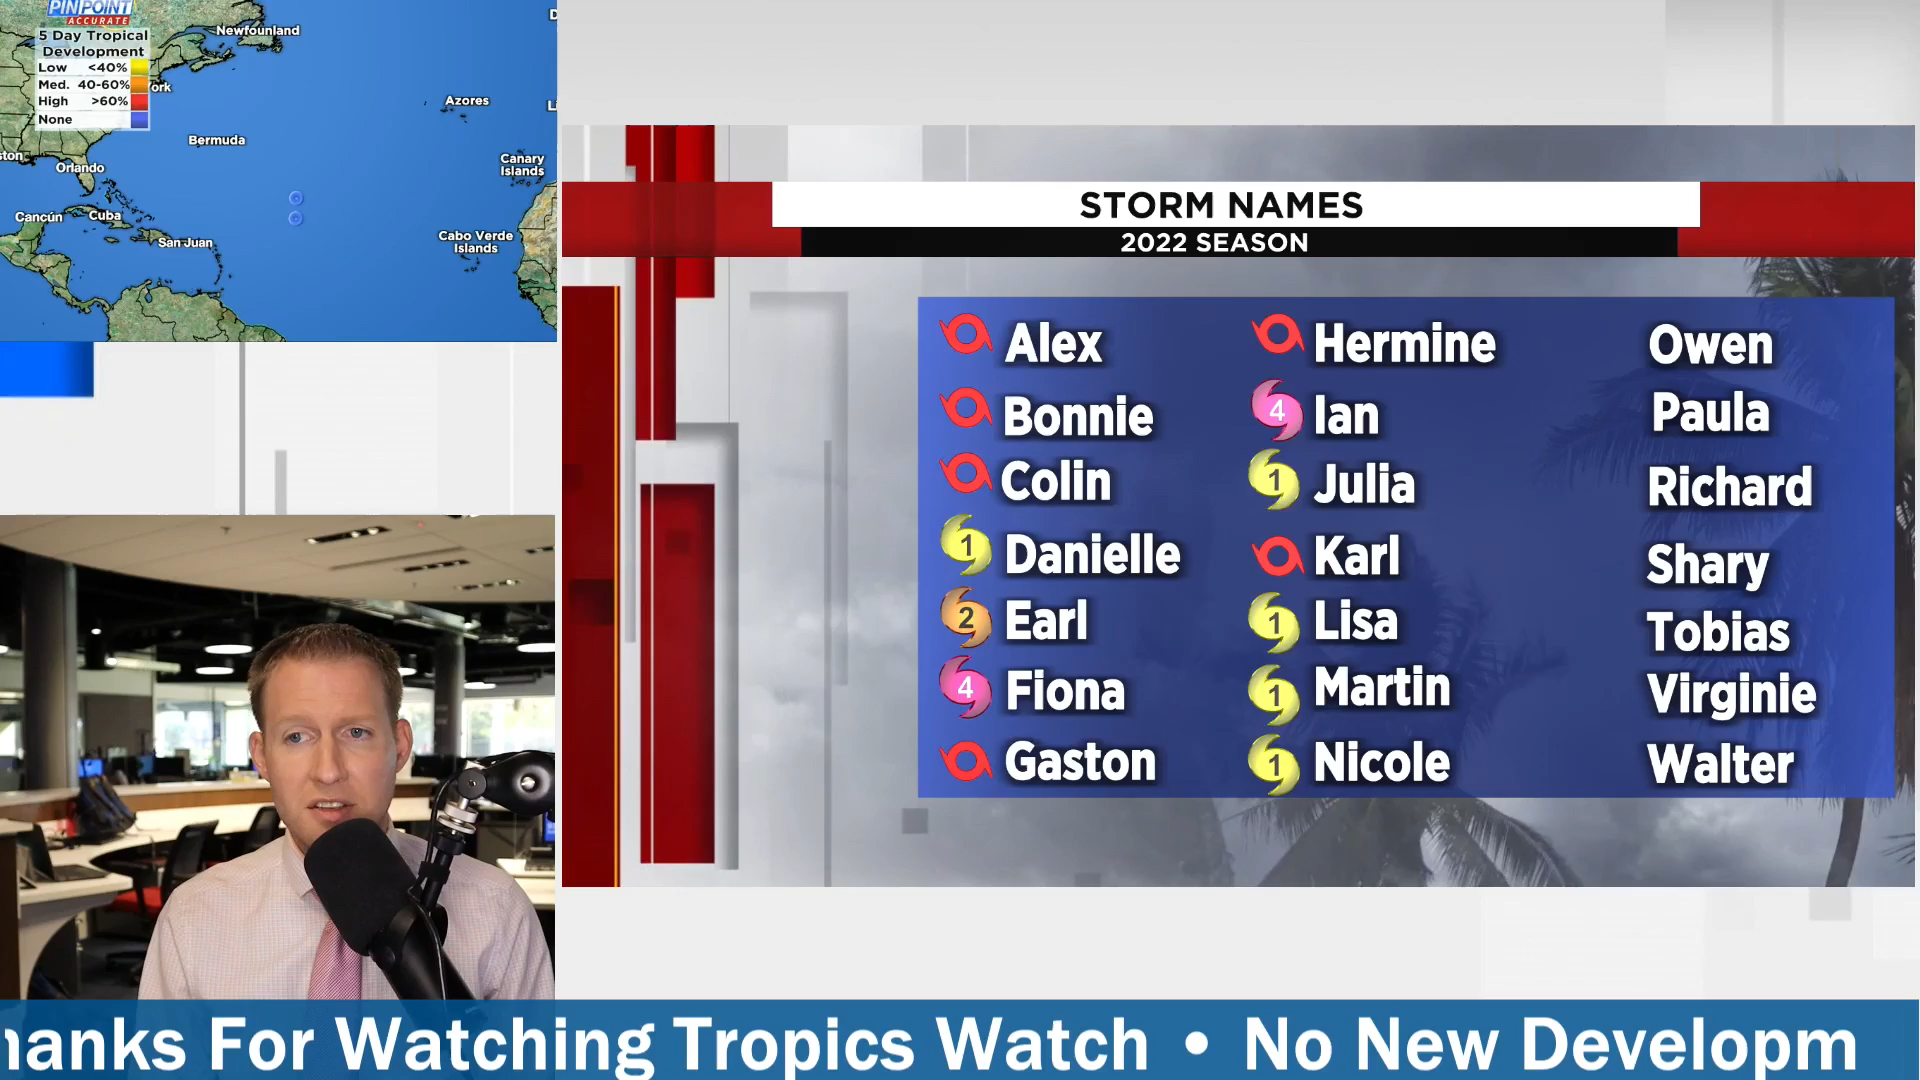 PINPOINT
ACCURATE
5 Day Tropical
Development
Low <40%
Med. 40-60%
High >60%
None
Newfoundland
ork
Azores
Bermuda
ston
Orlando
Canary
Islands
Cancún
Cuba
San Juan
Cabo Verde
Islands
STORM NAMES
2022 SEASON
Alex
Bonnie
Colin
1 Danielle
2 Earl
4 Fiona
Gaston
Hermine
4 Ian
1 Julia
Karl
1 Lisa
1 Martin
1 Nicole
Owen
Paula
Richard
Shary
Tobias
Virginie
Walter
hanks For Watching Tropics Watch • No New Developm